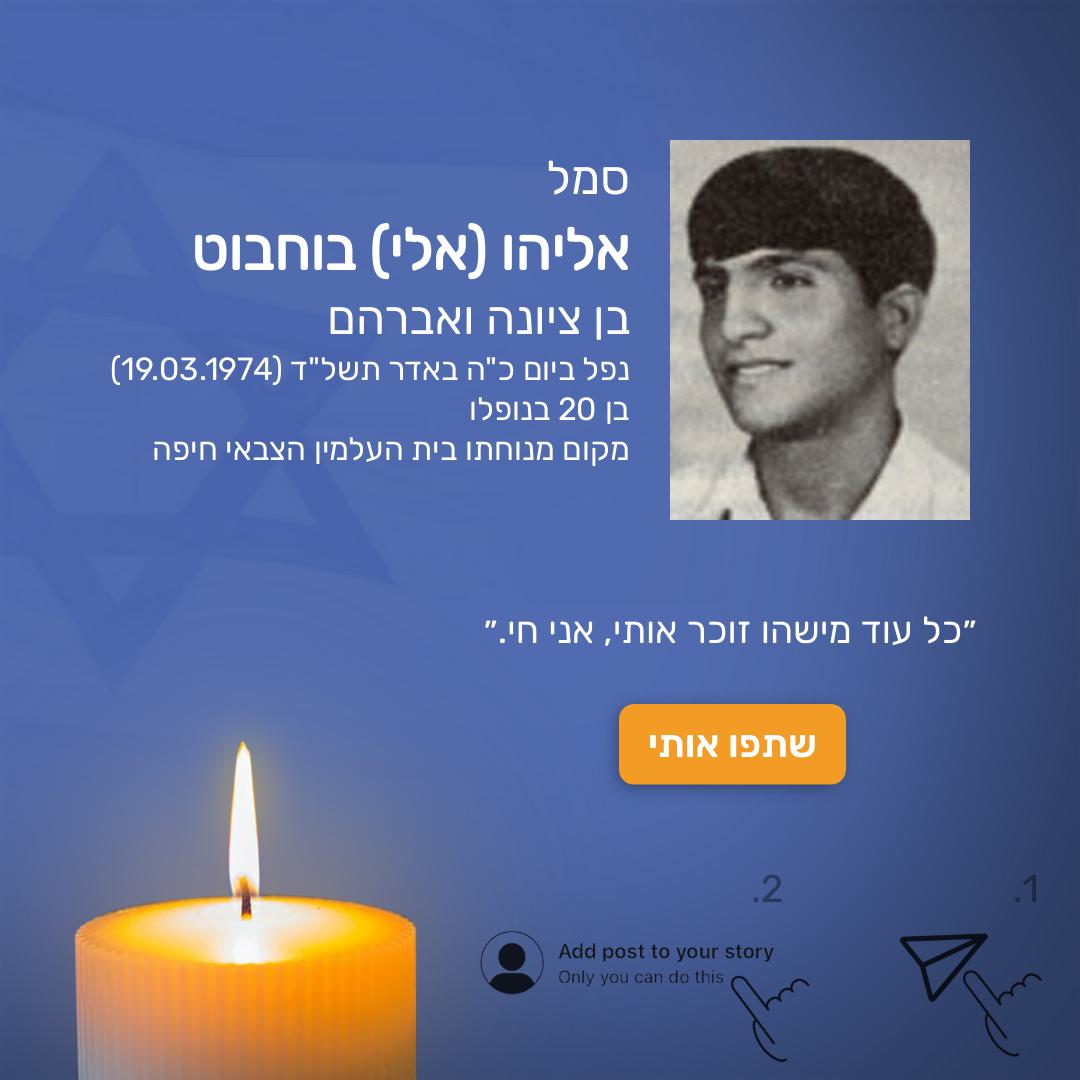 סמל
אליהו (אלי) בוחבוט
בן ציונה ואברהם
נפל ביום כ"ה באדר תשל"ד (19.03.1974)
בן 20 בנופלו
מקום מנוחתו בית העלמין הצבאי חיפה
״כל עוד מישהו זוכר אותי, אני חי.״
שתפו אותי
1.
2.
Add post to your story
Only you can do this